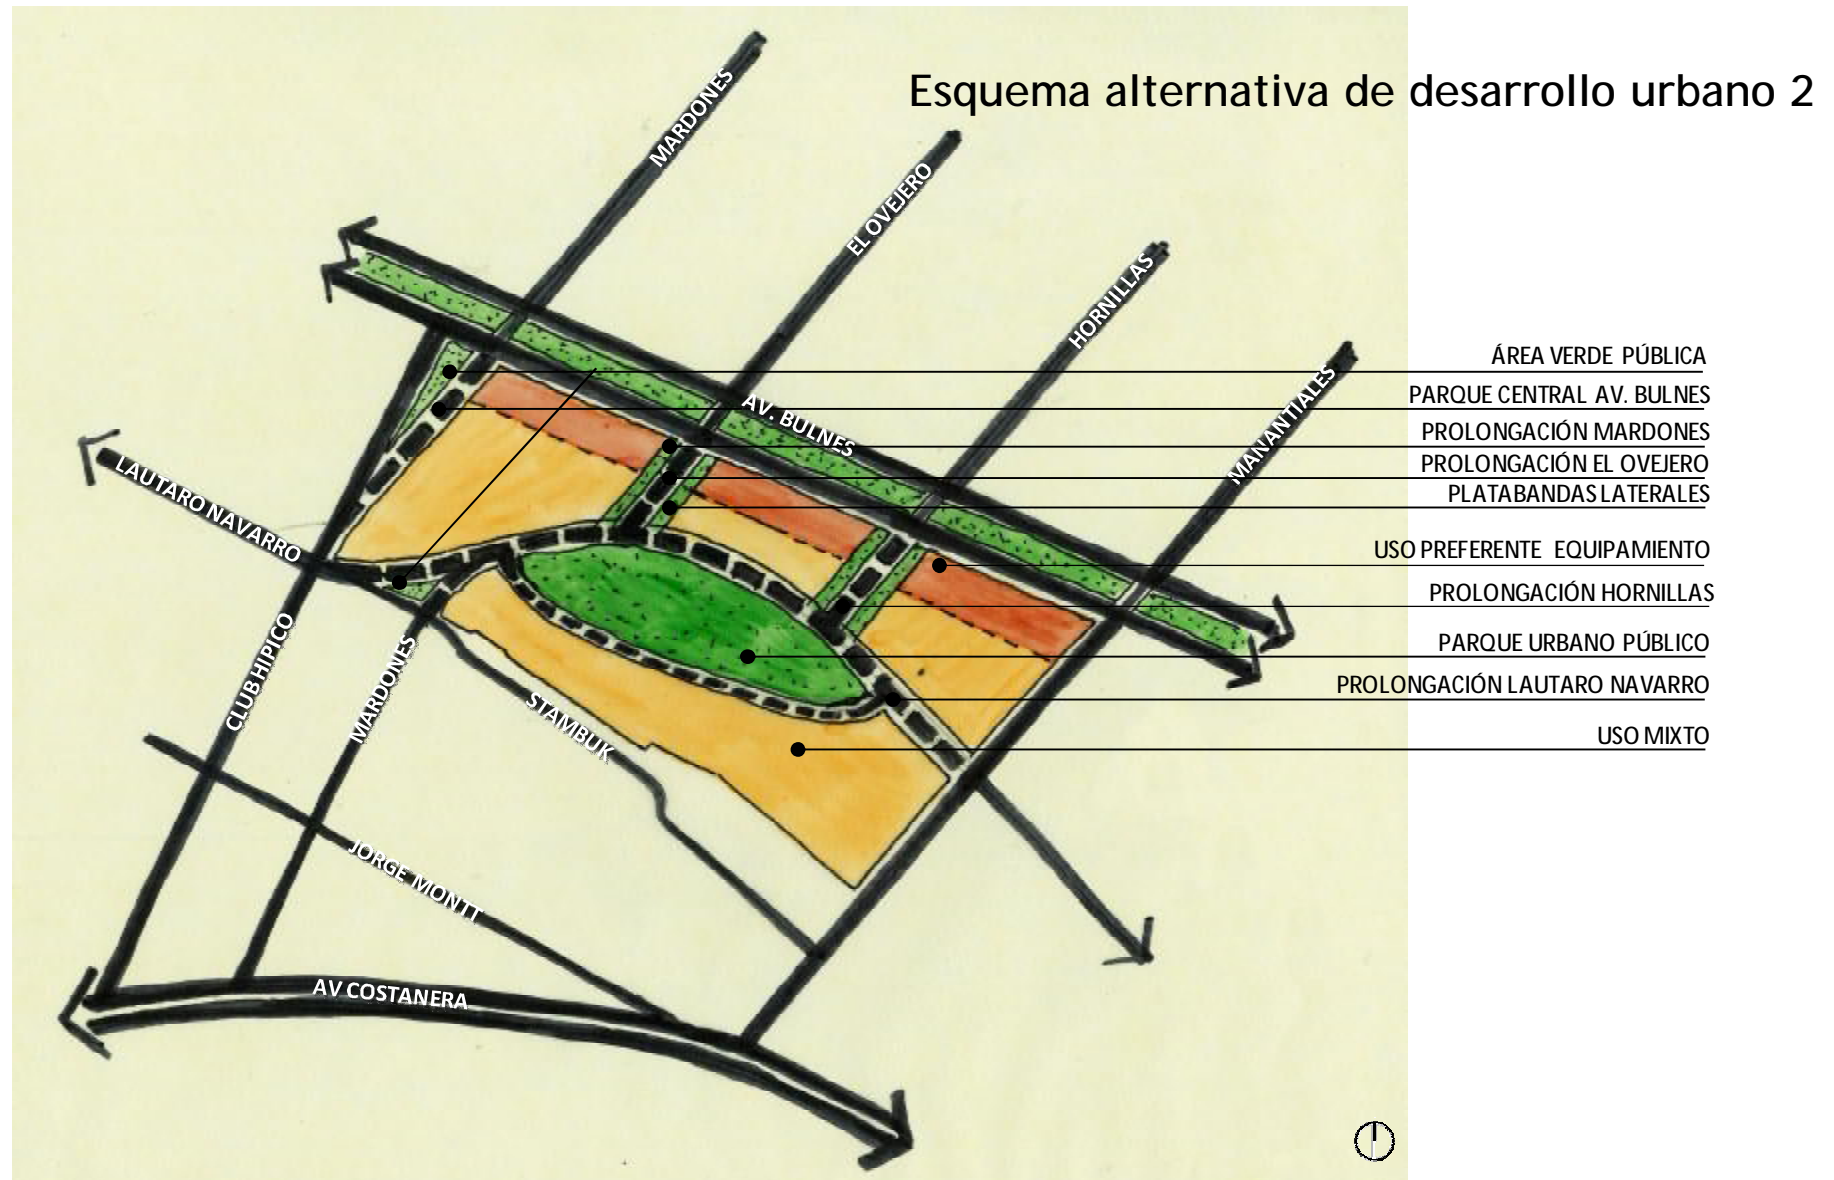 Esquema alternativa de desarrollo urbano 2
MARDONES
EL OVEJERO
HORNILLAS
MANANTIALES
AV. BULNES
LAUTARO NAVARRO
CLUB HIPICO
MARDONES
STAMBUK
JORGE MONTT
AV COSTANERA
ÁREA VERDE PÚBLICA
PARQUE CENTRAL AV. BULNES
PROLONGACIÓN MARDONES
PROLONGACIÓN EL OVEJERO
PLATABANDAS LATERALES
USO PREFERENTE EQUIPAMIENTO
PROLONGACIÓN HORNILLAS
PARQUE URBANO PÚBLICO
PROLONGACIÓN LAUTARO NAVARRO
USO MIXTO